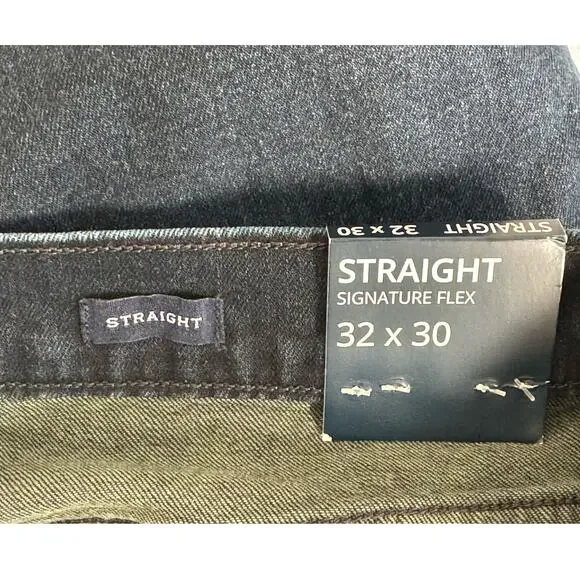 STRAIGHT 32 x 30
STRAIGHT
SIGNATURE FLEX
32 x 30
STRAIGHT